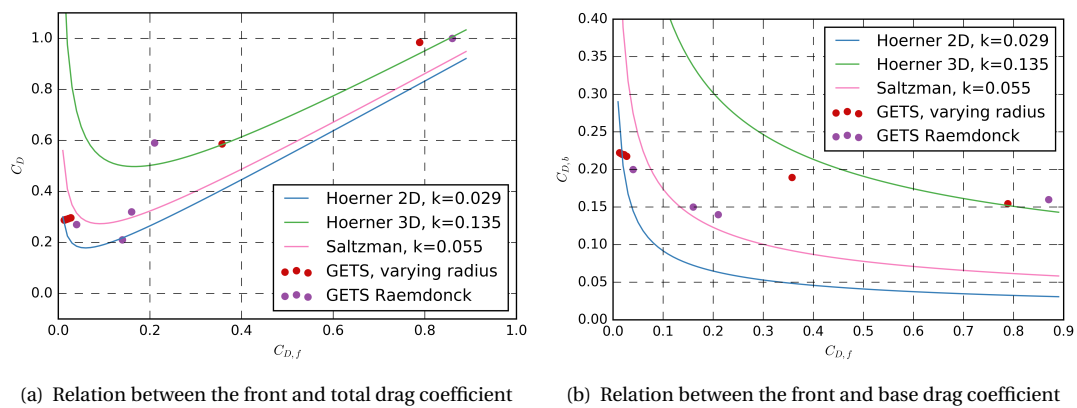 1.0
0.8
0.6
0.4
0.2
0.0
C_D
0.0 0.2 0.4 0.6 0.8 1.0
C_{D,f}
Hoerner 2D, k=0.029
Hoerner 3D, k=0.135
Saltzman, k=0.055
GETS, varying radius
GETS Raemdonck
(a) Relation between the front and total drag coefficient
0.40
0.35
0.30
0.25
0.20
0.15
0.10
0.05
0.00
C_{D,b}
0.0 0.1 0.2 0.3 0.4 0.5 0.6 0.7 0.8 0.9
C_{D,f}
Hoerner 2D, k=0.029
Hoerner 3D, k=0.135
Saltzman, k=0.055
GETS, varying radius
GETS Raemdonck
(b) Relation between the front and base drag coefficient